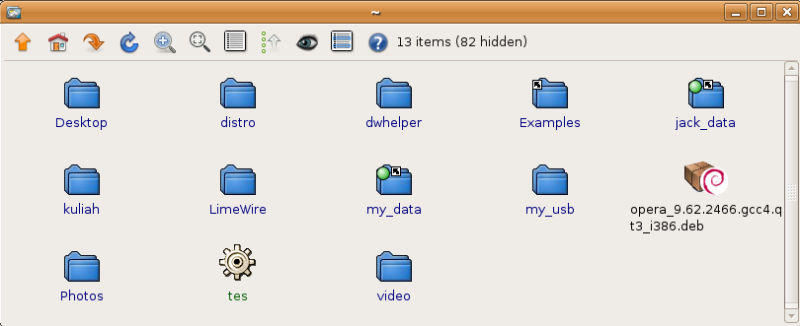 ~
13 items (82 hidden)
Desktop distro dwhelper Examples jack_data
kuliah LimeWire my_data my_usb opera_9.62.2466.gcc4.q
t3_i386.deb
Photos tes video